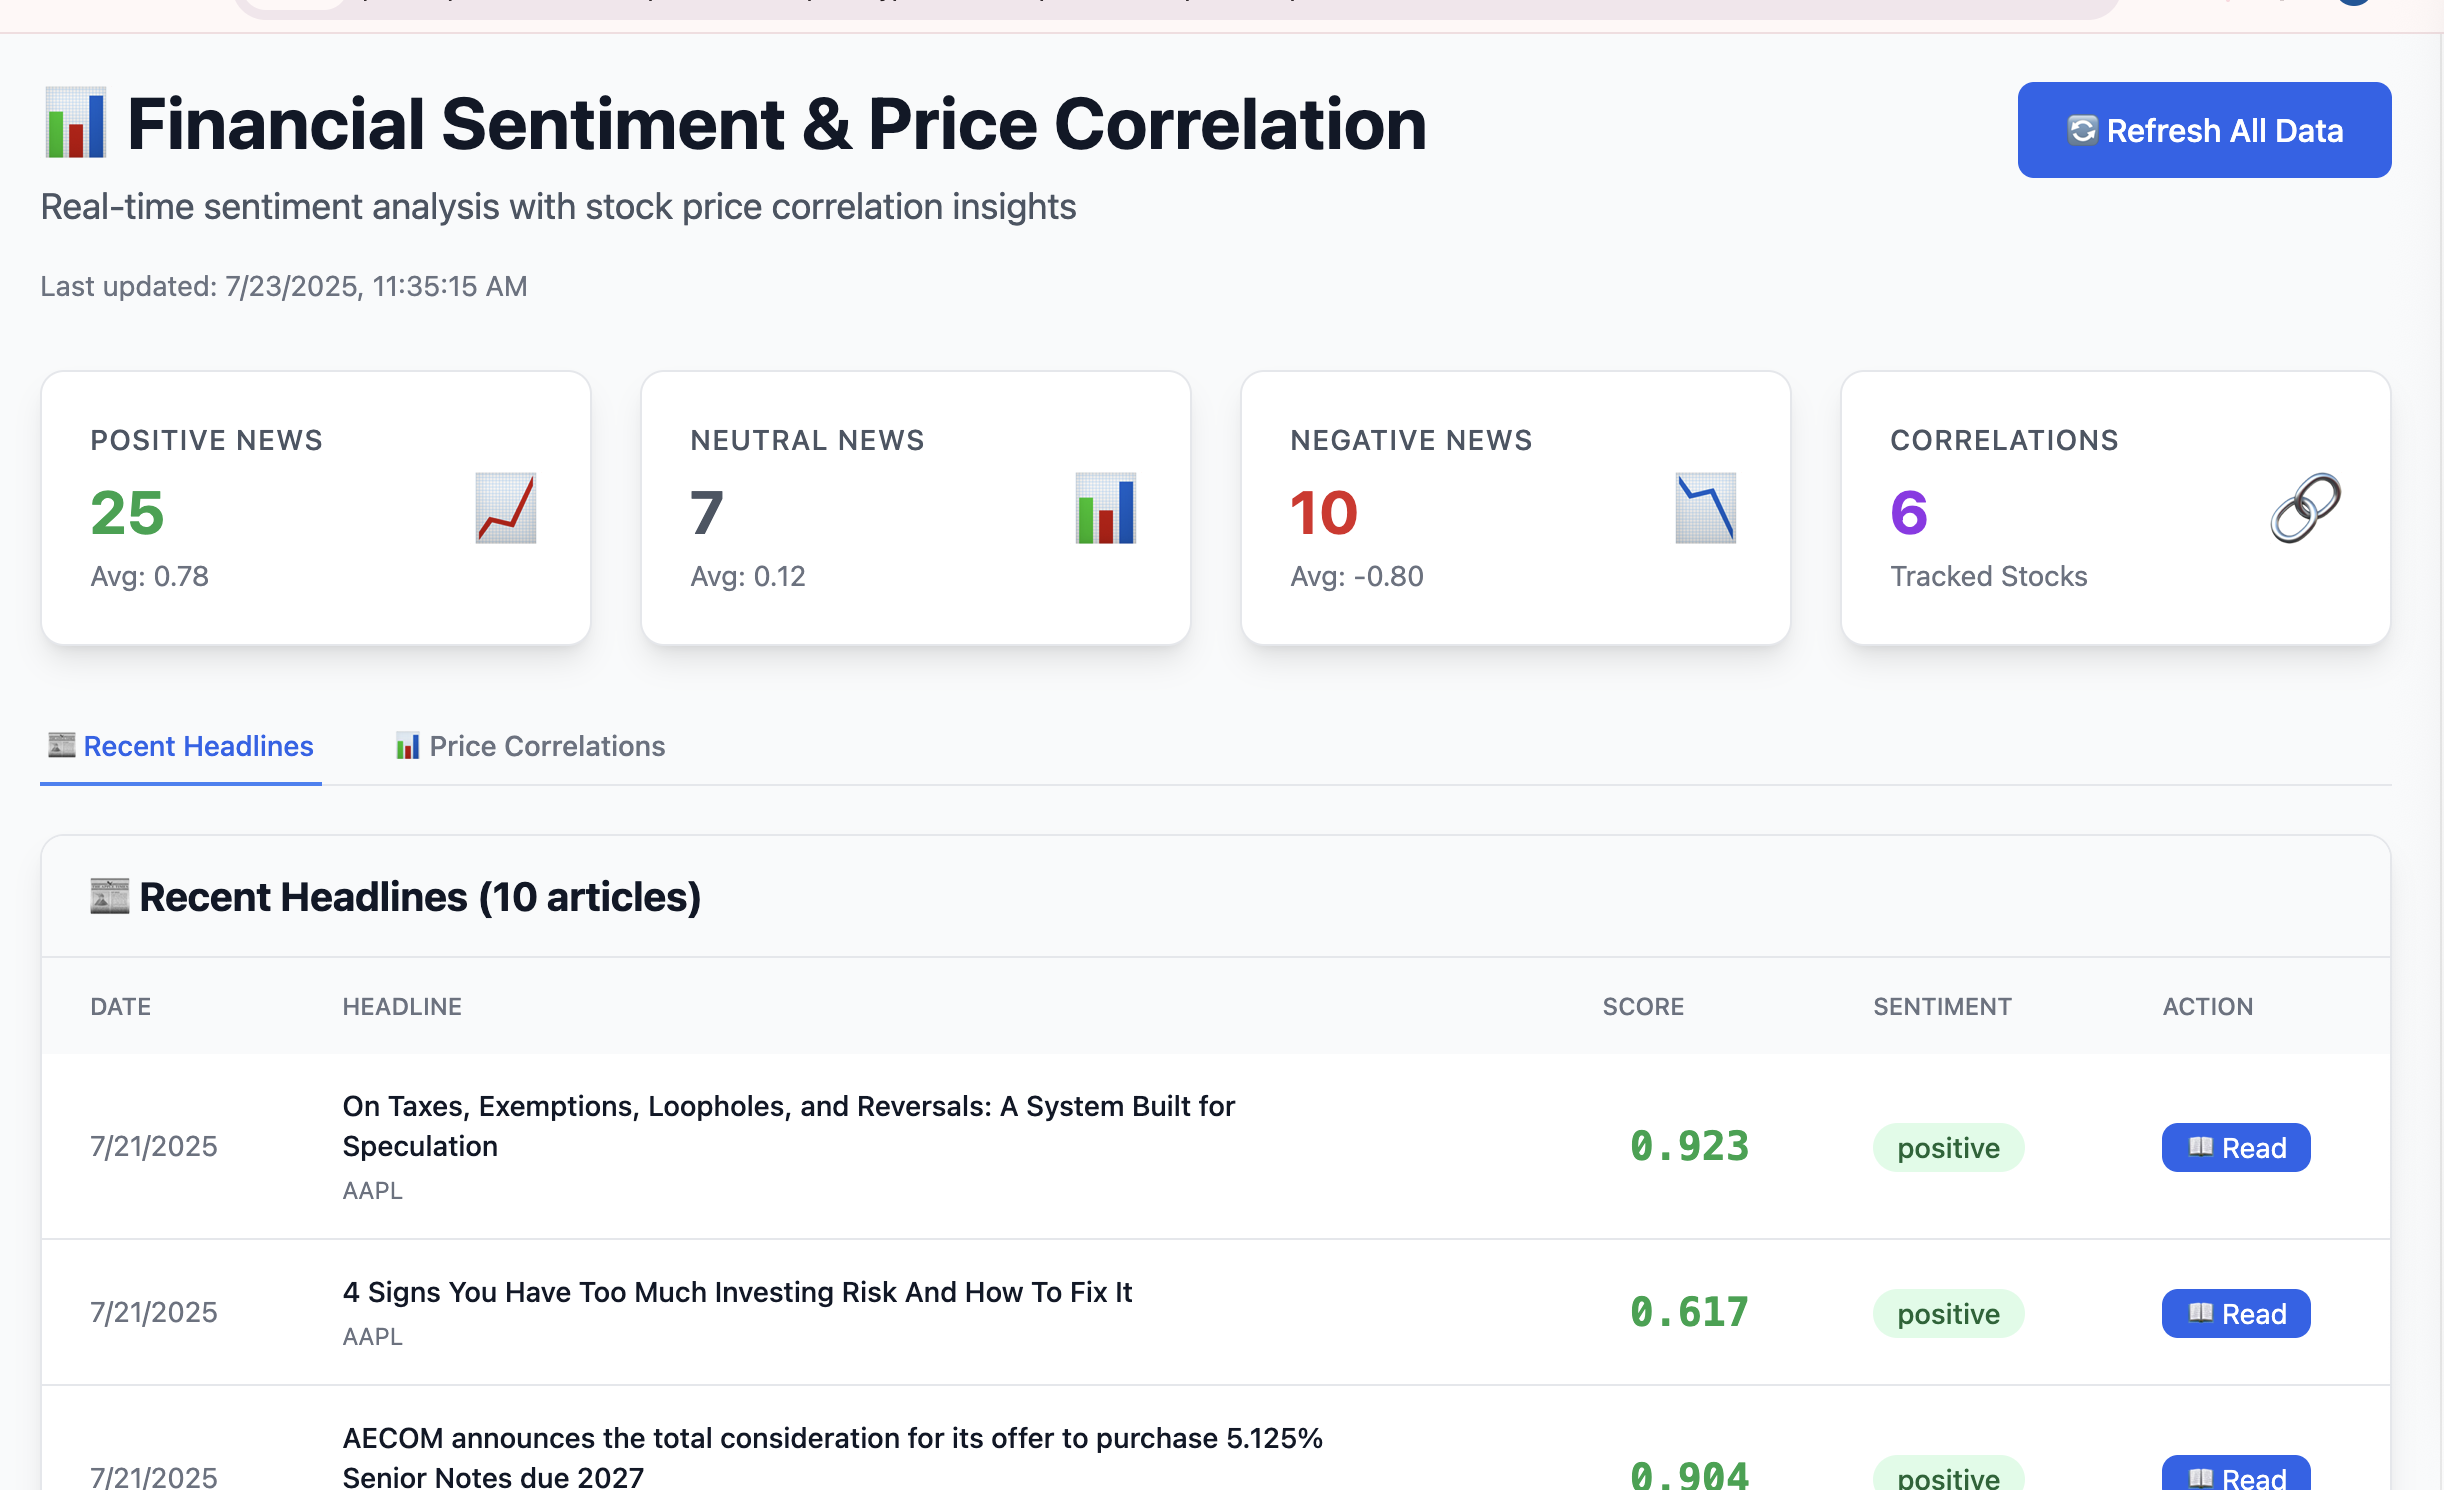 Financial Sentiment & Price Correlation
Refresh All Data
Real-time sentiment analysis with stock price correlation insights
Last updated: 7/23/2025, 11:35:15 AM
POSITIVE NEWS
25
Avg: 0.78
NEUTRAL NEWS
7
Avg: 0.12
NEGATIVE NEWS
10
Avg: -0.80
CORRELATIONS
6
Tracked Stocks
Recent Headlines
Price Correlations
Recent Headlines (10 articles)
DATE HEADLINE SCORE SENTIMENT ACTION
On Taxes, Exemptions, Loopholes, and Reversals: A System Built for
Speculation
AAPL
7/21/2025
0.923
positive
Read
4 Signs You Have Too Much Investing Risk And How To Fix It
AAPL
7/21/2025
0.617
positive
Read
AECOM announces the total consideration for its offer to purchase 5.125%
Senior Notes due 2027
7/21/2025
0.904
positive
Read